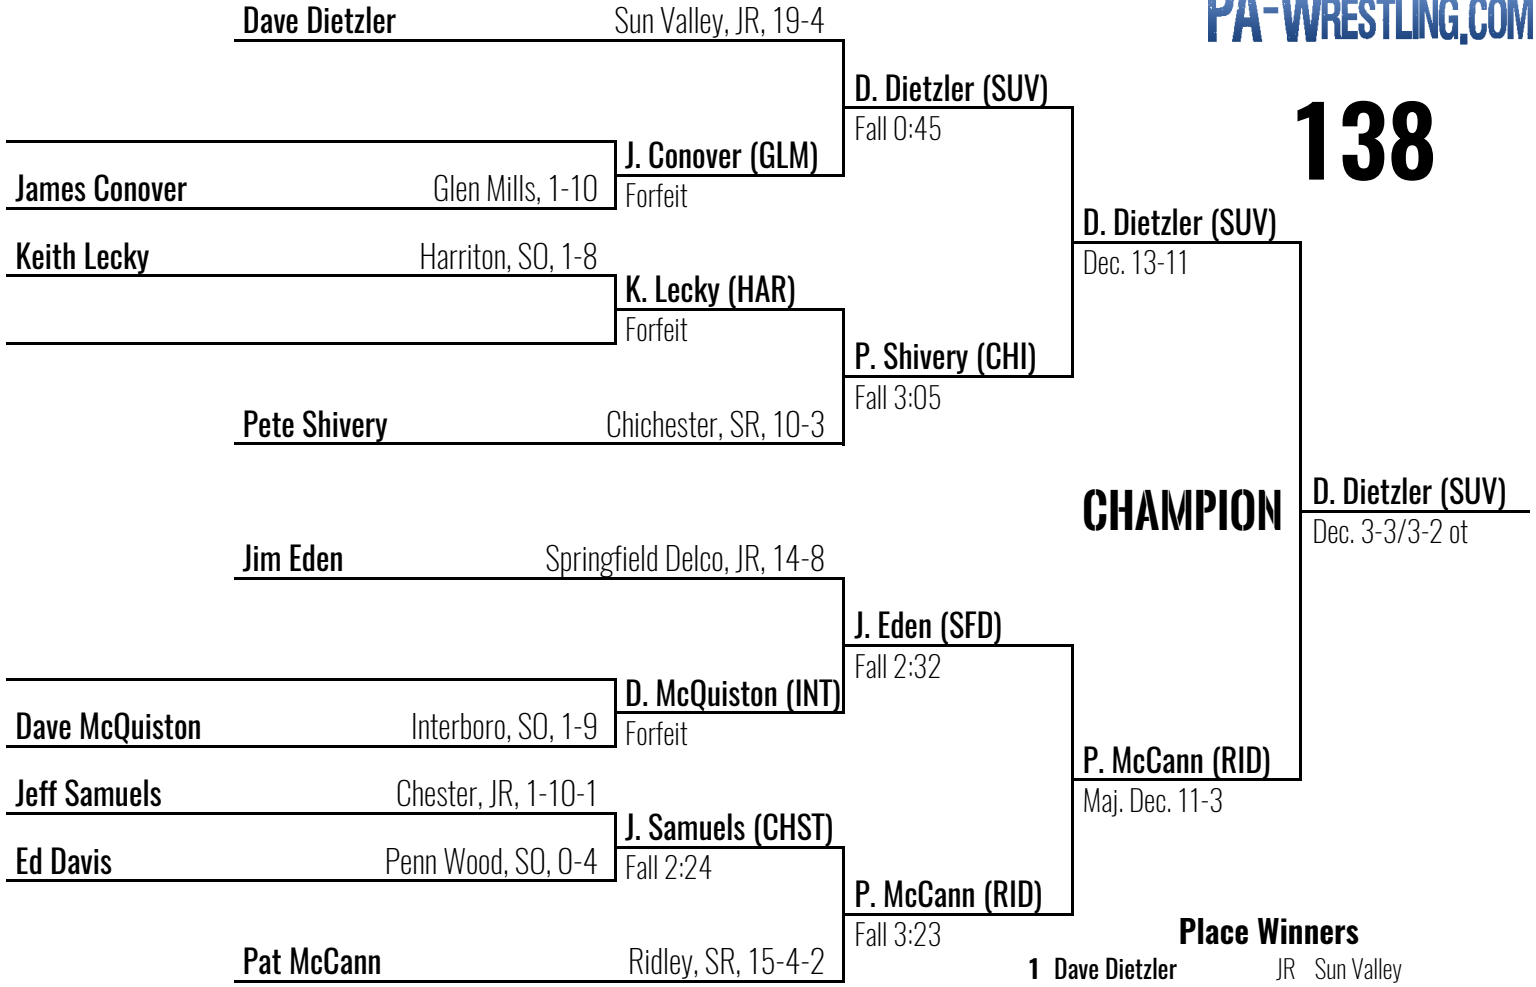 PA-WRESTLING.COM
138
Dave Dietzler Sun Valley, JR, 19-4
D. Dietzler (SUV)
Fall 0:45
J. Conover (GLM)
James Conover Glen Mills, 1-10
Forfeit
D. Dietzler (SUV)
Dec. 13-11
Keith Lecky Harriton, SO, 1-8
K. Lecky (HAR)
Forfeit
P. Shivery (CHI)
Fall 3:05
Pete Shivery Chichester, SR, 10-3
CHAMPION
D. Dietzler (SUV)
Dec. 3-3/3-2 ot
Jim Eden Springfield Delco, JR, 14-8
J. Eden (SFD)
Fall 2:32
D. McQuiston (INT)
Dave McQuiston Interboro, SO, 1-9
Forfeit
P. McCann (RID)
Maj. Dec. 11-3
Jeff Samuels Chester, JR, 1-10-1
J. Samuels (CHST)
Ed Davis Penn Wood, SO, 0-4
Fall 2:24
P. McCann (RID)
Fall 3:23
Pat McCann Ridley, SR, 15-4-2
Place Winners
1 Dave Dietzler JR Sun Valley